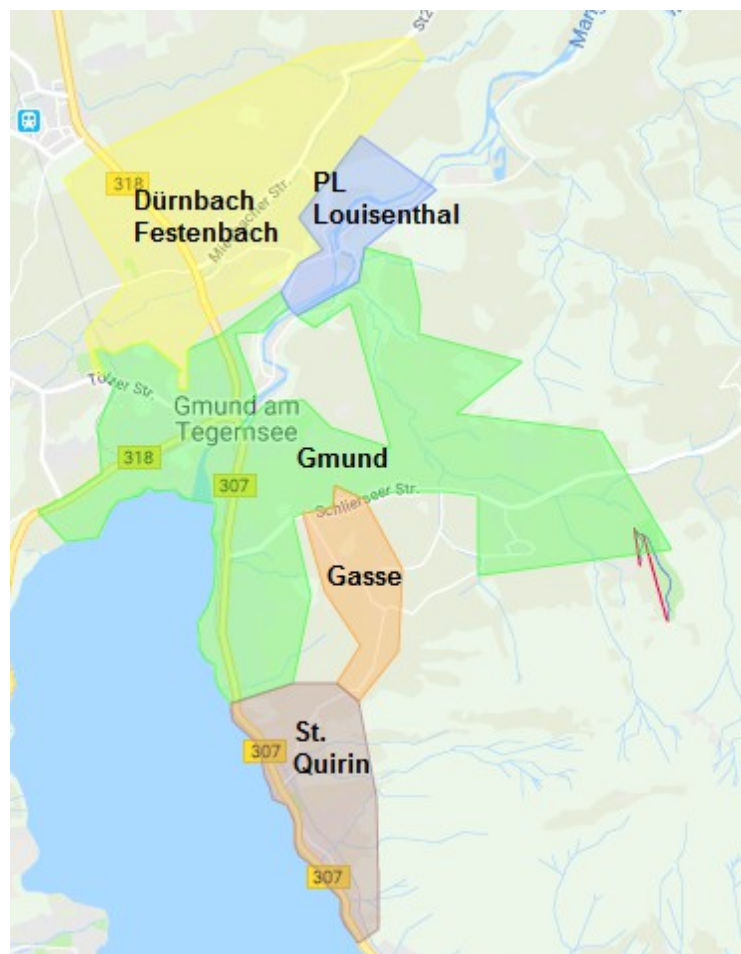 St2
Mang
318
Dürnbach
Festenbach
PL
Louisenthal
Miesbacher Str.
Tölzer Str.
Gmund am
Tegernsee
318
307
Gmund
Schlierseer Str.
Gasse
St.
Quirin
307
307